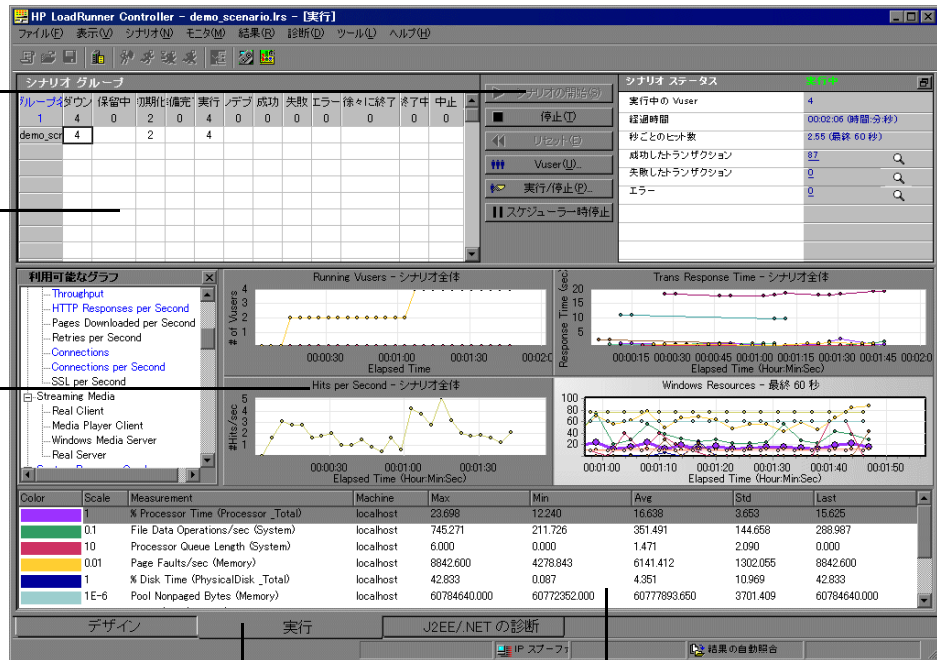 HP LoadRunner Controller - demo_scenario.lrs - [実行]
ファイル(F) 表示(V) シナリオ(N) モニタ(M) 結果(R) 診断(D) ツール(L) ヘルプ(H)
シナリオ グループ
ダウン 保留中 実行 成功 失敗 エラー 徐々に終了 終了中 中止
1 4 0 2 0 4 0 0 0 0 0 0 0
demo_scr 4 2 4
シナリオの開始(S)
停止(T)
リセット(E)
Vuser(U)...
実行/停止(P)...
スケジューラ一時停止
シナリオ ステータス 実行中
実行中の Vuser 4
経過時間 00:02:06 (時間:分:秒)
秒ごとのヒット数 2.55 (最終 60 秒)
成功したトランザクション 87
失敗したトランザクション 0
エラー 0
利用可能なグラフ
Throughput
HTTP Responses per Second
Pages Downloaded per Second
Retries per Second
Connections
Connections per Second
SSL per Second
Streaming Media
Real Client
Media Player Client
Windows Media Server
Real Server
Running Vusers - シナリオ全体
# of Vusers
4
3
2
1
00:00:30 00:01:00 00:01:30 00:02:0
Elapsed Time
Trans Response Time - シナリオ全体
Response Time (sec)
20
15
10
5
00:00:15 00:00:30 00:00:45 00:01:00 00:01:15 00:01:30 00:01:45 00:02:0
Elapsed Time (Hour:Min:Sec)
Hits per Second - シナリオ全体
#Hits/sec
5
4
3
2
1
00:00:30 00:01:00 00:01:30
Elapsed Time (Hour:Min:Sec)
Windows Resources - 最終 60 秒
100
80
60
40
20
00:01:00 00:01:10 00:01:20 00:01:30 00:01:40 00:01:50
Elapsed Time (Hour:Min:Sec)
Color Scale Measurement Machine Max Min Avg Std Last
1 % Processor Time (Processor _Total) localhost 23.698 12.240 16.638 3.653 15.625
0.1 File Data Operations/sec (System) localhost 745.271 211.726 351.491 144.658 288.987
10 Processor Queue Length (System) localhost 6.000 0.000 1.471 2.090 0.000
0.01 Page Faults/sec (Memory) localhost 8842.600 4278.843 6141.412 1302.055 8842.600
1 % Disk Time (PhysicalDisk _Total) localhost 42.833 0.087 4.351 10.969 42.833
1E-6 Pool Nonpaged Bytes (Memory) localhost 60784640.000 60772352.000 60777893.650 3701.409 60784640.000
デザイン 実行 J2EE/.NET の診断
IP スプーファ 結果の自動照合